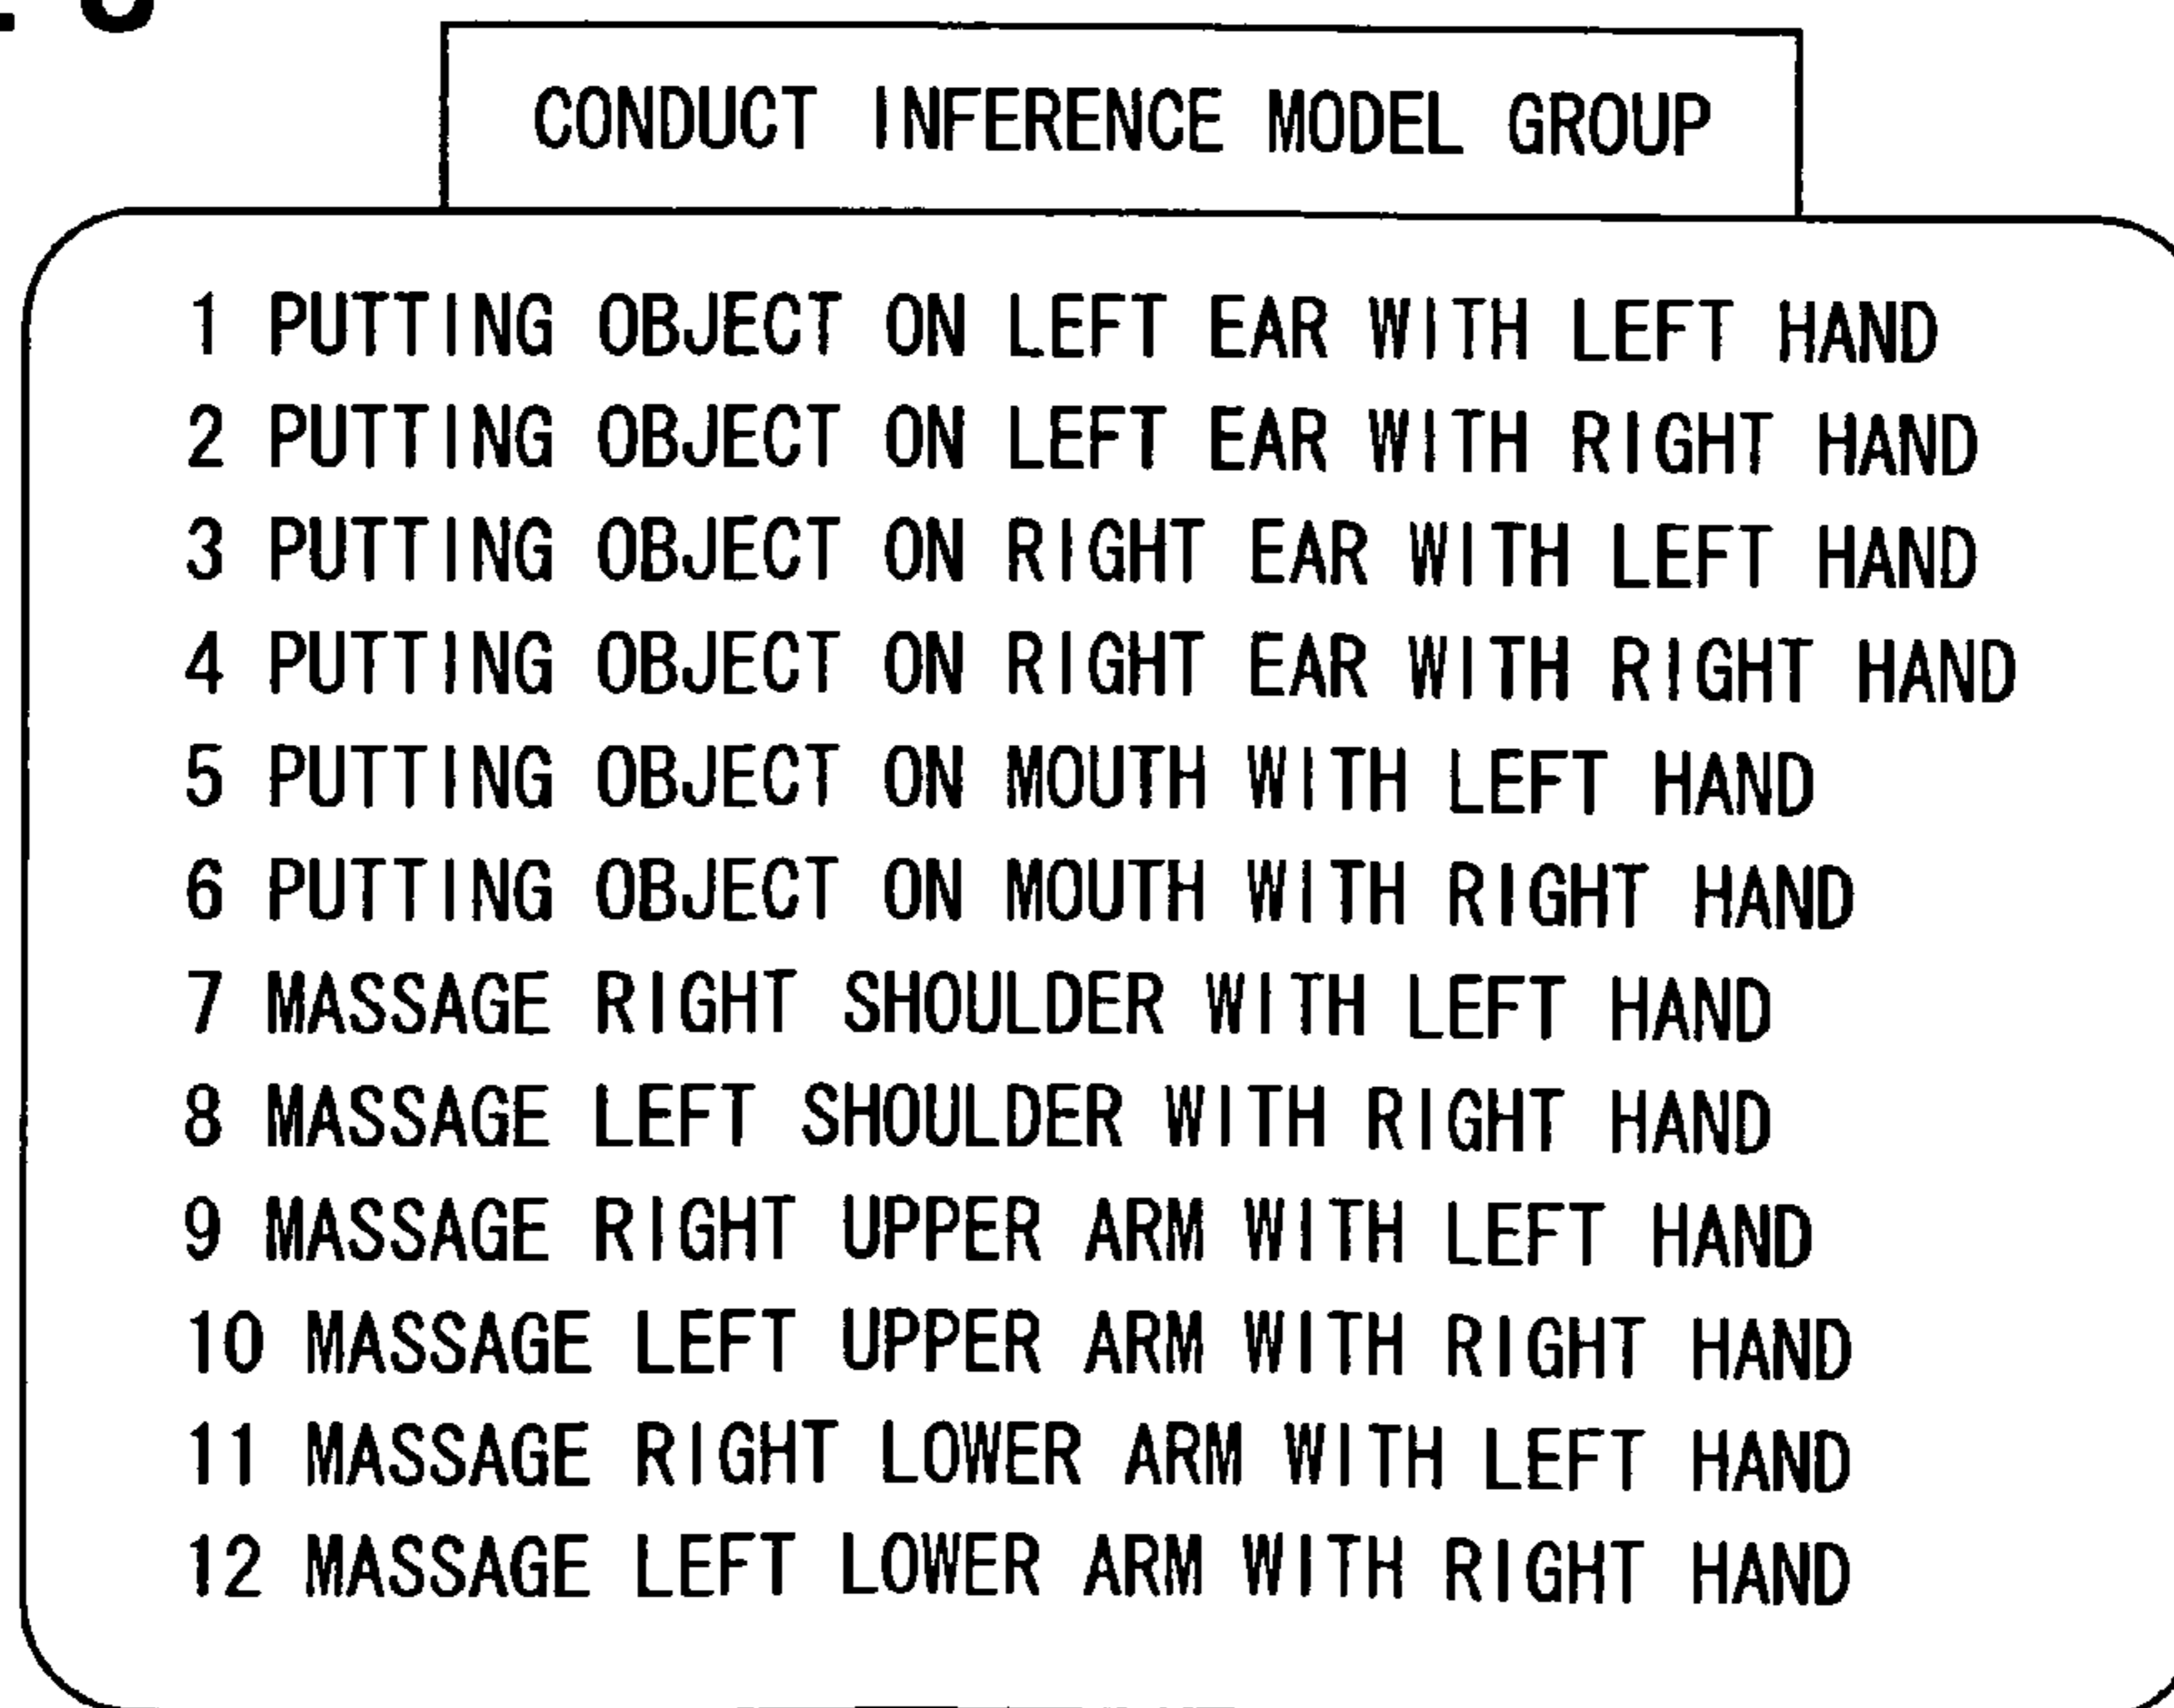 CONDUCT INFERENCE MODEL GROUP
1 PUTTING OBJECT ON LEFT EAR WITH LEFT HAND
2 PUTTING OBJECT ON LEFT EAR WITH RIGHT HAND
3 PUTTING OBJECT ON RIGHT EAR WITH LEFT HAND
4 PUTTING OBJECT ON RIGHT EAR WITH RIGHT HAND
5 PUTTING OBJECT ON MOUTH WITH LEFT HAND
6 PUTTING OBJECT ON MOUTH WITH RIGHT HAND
7 MASSAGE RIGHT SHOULDER WITH LEFT HAND
8 MASSAGE LEFT SHOULDER WITH RIGHT HAND
9 MASSAGE RIGHT UPPER ARM WITH LEFT HAND
10 MASSAGE LEFT UPPER ARM WITH RIGHT HAND
11 MASSAGE RIGHT LOWER ARM WITH LEFT HAND
12 MASSAGE LEFT LOWER ARM WITH RIGHT HAND